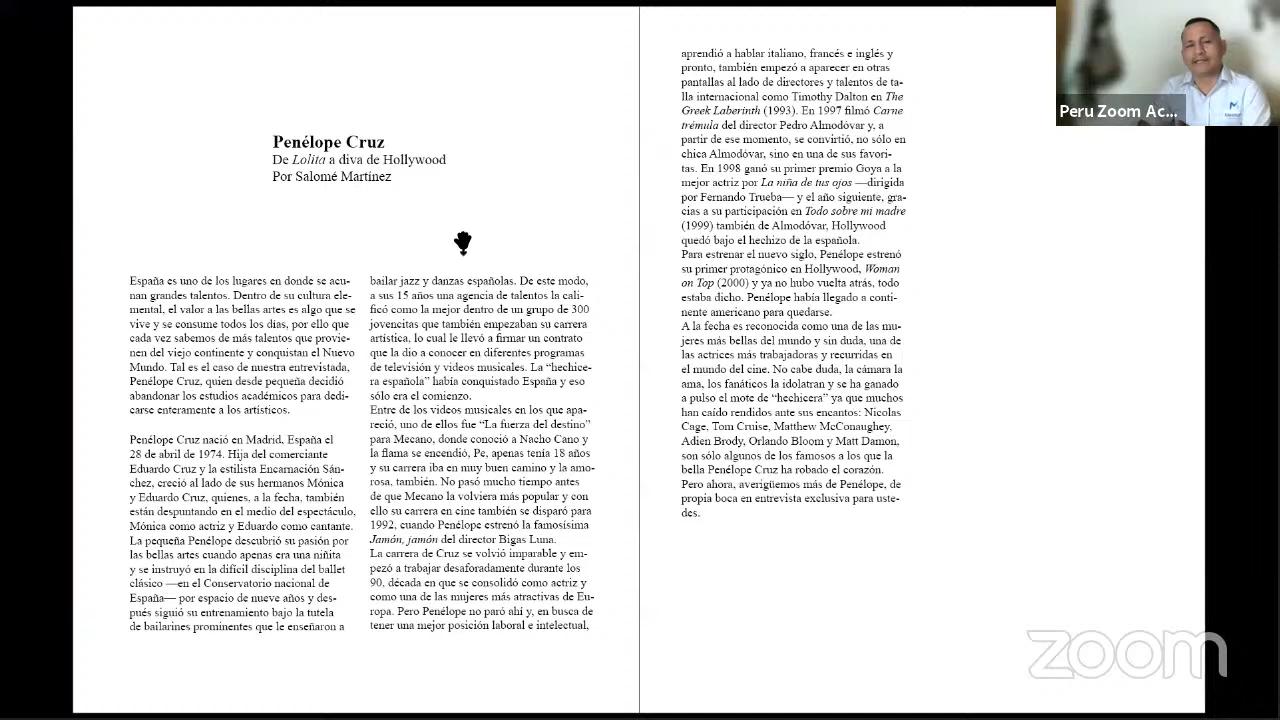 Penélope Cruz
De Lolita a diva de Hollywood
Por Salomé Martínez
España es uno de los lugares en donde se acu-
nan grandes talentos. Dentro de su cultura ele-
mental, el valor a las bellas artes es algo que se
vive y se consume todos los días, por ello que
cada vez sabemos de más talentos que provie-
nen del viejo continente y conquistan el Nuevo
Mundo. Tal es el caso de nuestra entrevistada,
Penélope Cruz, quien desde pequeña decidió
abandonar los estudios académicos para dedi-
carse enteramente a los artísticos.
Penélope Cruz nació en Madrid, España el
28 de abril de 1974. Hija del comerciante
Eduardo Cruz y la estilista Encarnación Sán-
chez, creció al lado de sus hermanos Mónica
y Eduardo Cruz, quienes, a la fecha, también
están despuntando en el medio del espectáculo,
Mónica como actriz y Eduardo como cantante.
La pequeña Penélope descubrió su pasión por
las bellas artes cuando apenas era una niñita
y se instruyó en la difícil disciplina del ballet
clásico —en el Conservatorio nacional de
España— por espacio de nueve años y des-
pués siguió su entrenamiento bajo la tutela
de bailarines prominentes que le enseñaron a
bailar jazz y danzas españolas. De este modo,
a sus 15 años una agencia de talentos la cali-
ficó como la mejor dentro de un grupo de 300
jovencitas que también empezaban su carrera
artística, lo cual le llevó a firmar un contrato
que la dio a conocer en diferentes programas
de televisión y videos musicales. La “hechice-
ra española” había conquistado España y eso
sólo era el comienzo.
Entre de los videos musicales en los que apa-
reció, uno de ellos fue “La fuerza del destino”
para Mecano, donde conoció a Nacho Cano y
la flama se encendió, Pe, apenas tenía 18 años
y su carrera iba en muy buen camino y la amo-
rosa, también. No pasó mucho tiempo antes
de que Mecano la volviera más popular y con
ello su carrera en cine también se disparó para
1992, cuando Penélope estrenó la famosísima
Jamón, jamón del director Bigas Luna.
La carrera de Cruz se volvió imparable y em-
pezó a trabajar desaforadamente durante los
90, década en que se consolidó como actriz y
como una de las mujeres más atractivas de Eu-
ropa. Pero Penélope no paró ahí y, en busca de
tener una mejor posición laboral e intelectual,
aprendió a hablar italiano, francés e inglés y
pronto, también empezó a aparecer en otras
pantallas al lado de directores y talentos de ta-
lla internacional como Timothy Dalton en The
Greek Laberinth (1993). En 1997 filmó Carne
trémula del director Pedro Almodóvar y, a
partir de ese momento, se convirtió, no sólo en
chica Almodóvar, sino en una de sus favori-
tas. En 1998 ganó su primer premio Goya a la
mejor actriz por La niña de tus ojos —dirigida
por Fernando Trueba— y el año siguiente, gra-
cias a su participación en Todo sobre mi madre
(1999) también de Almodóvar, Hollywood
quedó bajo el hechizo de la española.
Para estrenar el nuevo siglo, Penélope estrenó
su primer protagónico en Hollywood, Woman
on Top (2000) y ya no hubo vuelta atrás, todo
estaba dicho. Penélope había llegado a conti-
nente americano para quedarse.
A la fecha es reconocida como una de las mu-
jeres más bellas del mundo y sin duda, una de
las actrices más trabajadoras y recurridas en
el mundo del cine. No cabe duda, la cámara la
ama, los fanáticos la idolatran y se ha ganado
a pulso el mote de “hechicera” ya que muchos
han caído rendidos ante sus encantos: Nicolas
Cage, Tom Cruise, Matthew McConaughey,
Adien Brody, Orlando Bloom y Matt Damon,
son sólo algunos de los famosos a los que la
bella Penélope Cruz ha robado el corazón.
Pero ahora, averigüemos más de Penélope, de
propia boca en entrevista exclusiva para uste-
des.
Peru Zoom Ac...
zoom